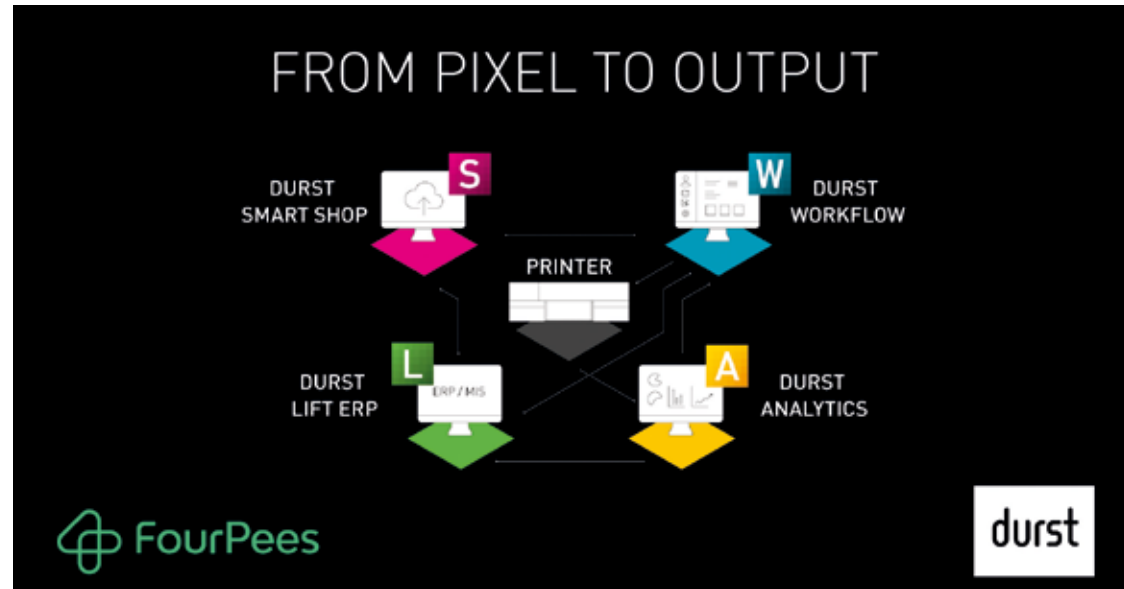 FROM PIXEL TO OUTPUT
S
DURST
SMART SHOP
W
DURST
WORKFLOW
PRINTER
L
ERP / MIS
DURST
LIFT ERP
A
DURST
ANALYTICS
FourPees
durst